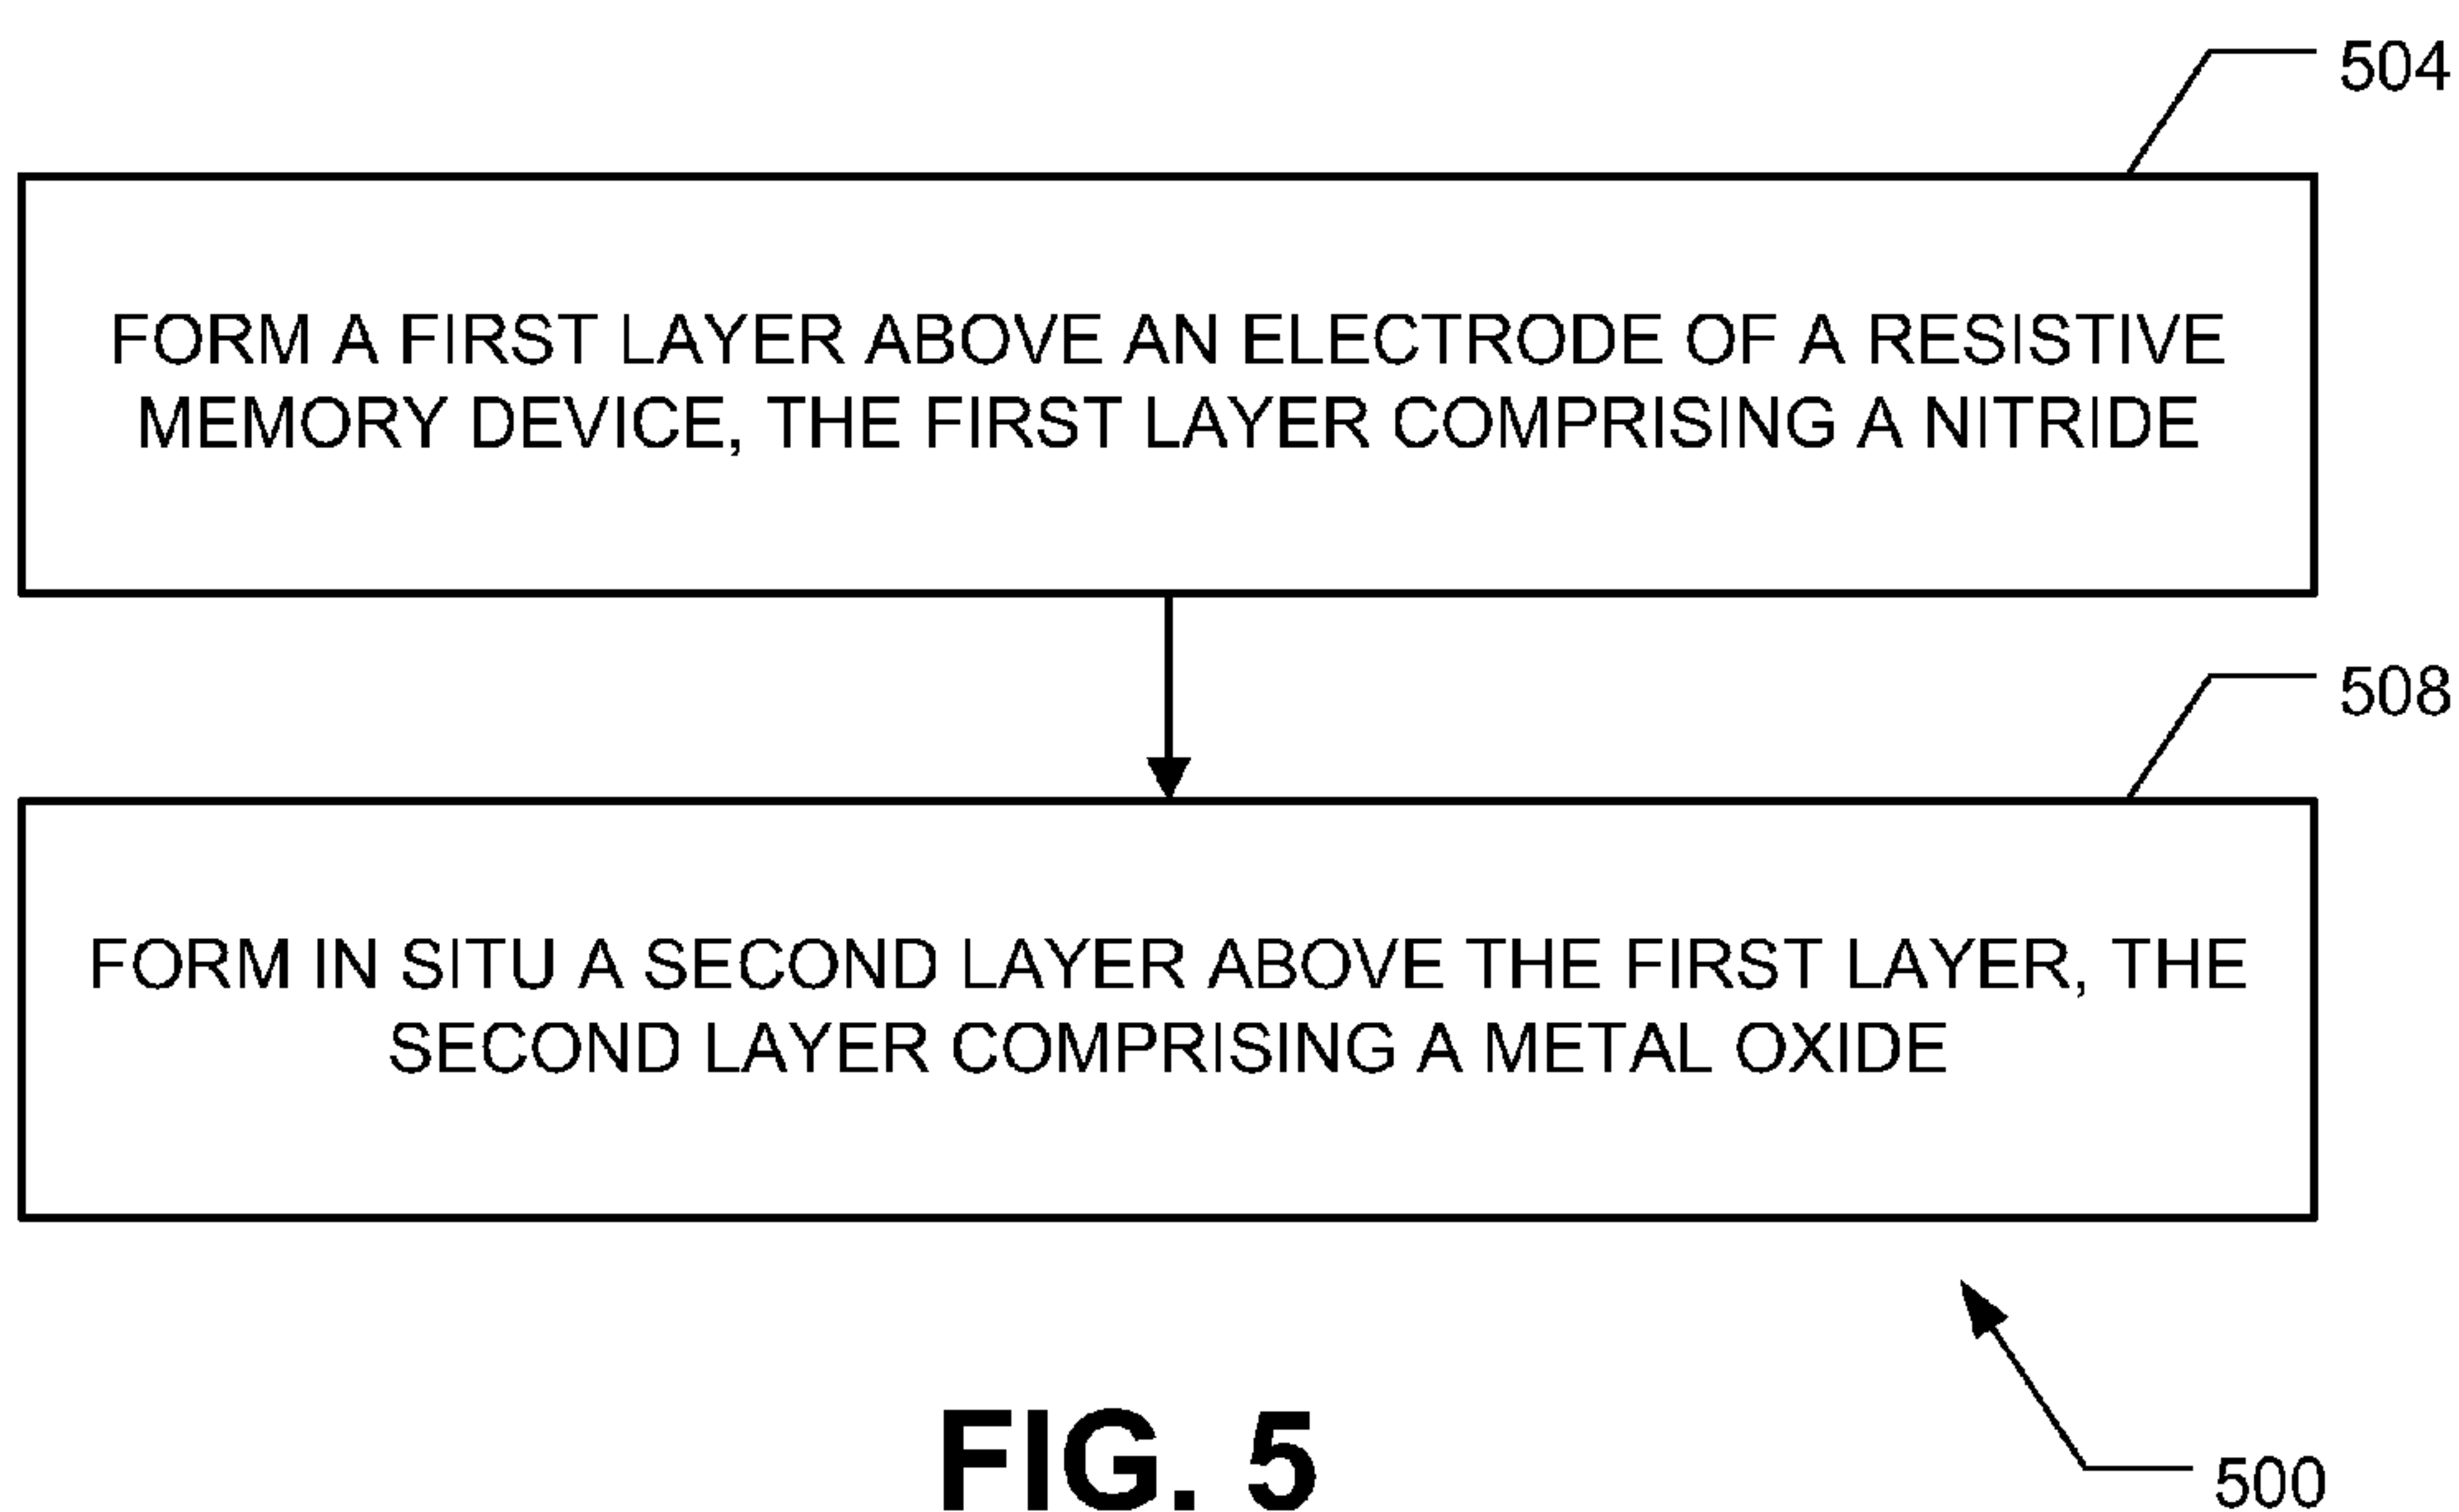 504
FORM A FIRST LAYER ABOVE AN ELECTRODE OF A RESISTIVE
MEMORY DEVICE, THE FIRST LAYER COMPRISING A NITRIDE
508
FORM IN SITU A SECOND LAYER ABOVE THE FIRST LAYER, THE
SECOND LAYER COMPRISING A METAL OXIDE
FIG. 5
500